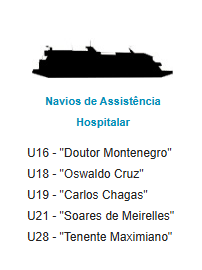 Navios de Assistência
Hospitalar
U16 - "Doutor Montenegro"
U18 - "Oswaldo Cruz"
U19 - "Carlos Chagas"
U21 - "Soares de Meirelles"
U28 - "Tenente Maximiano"